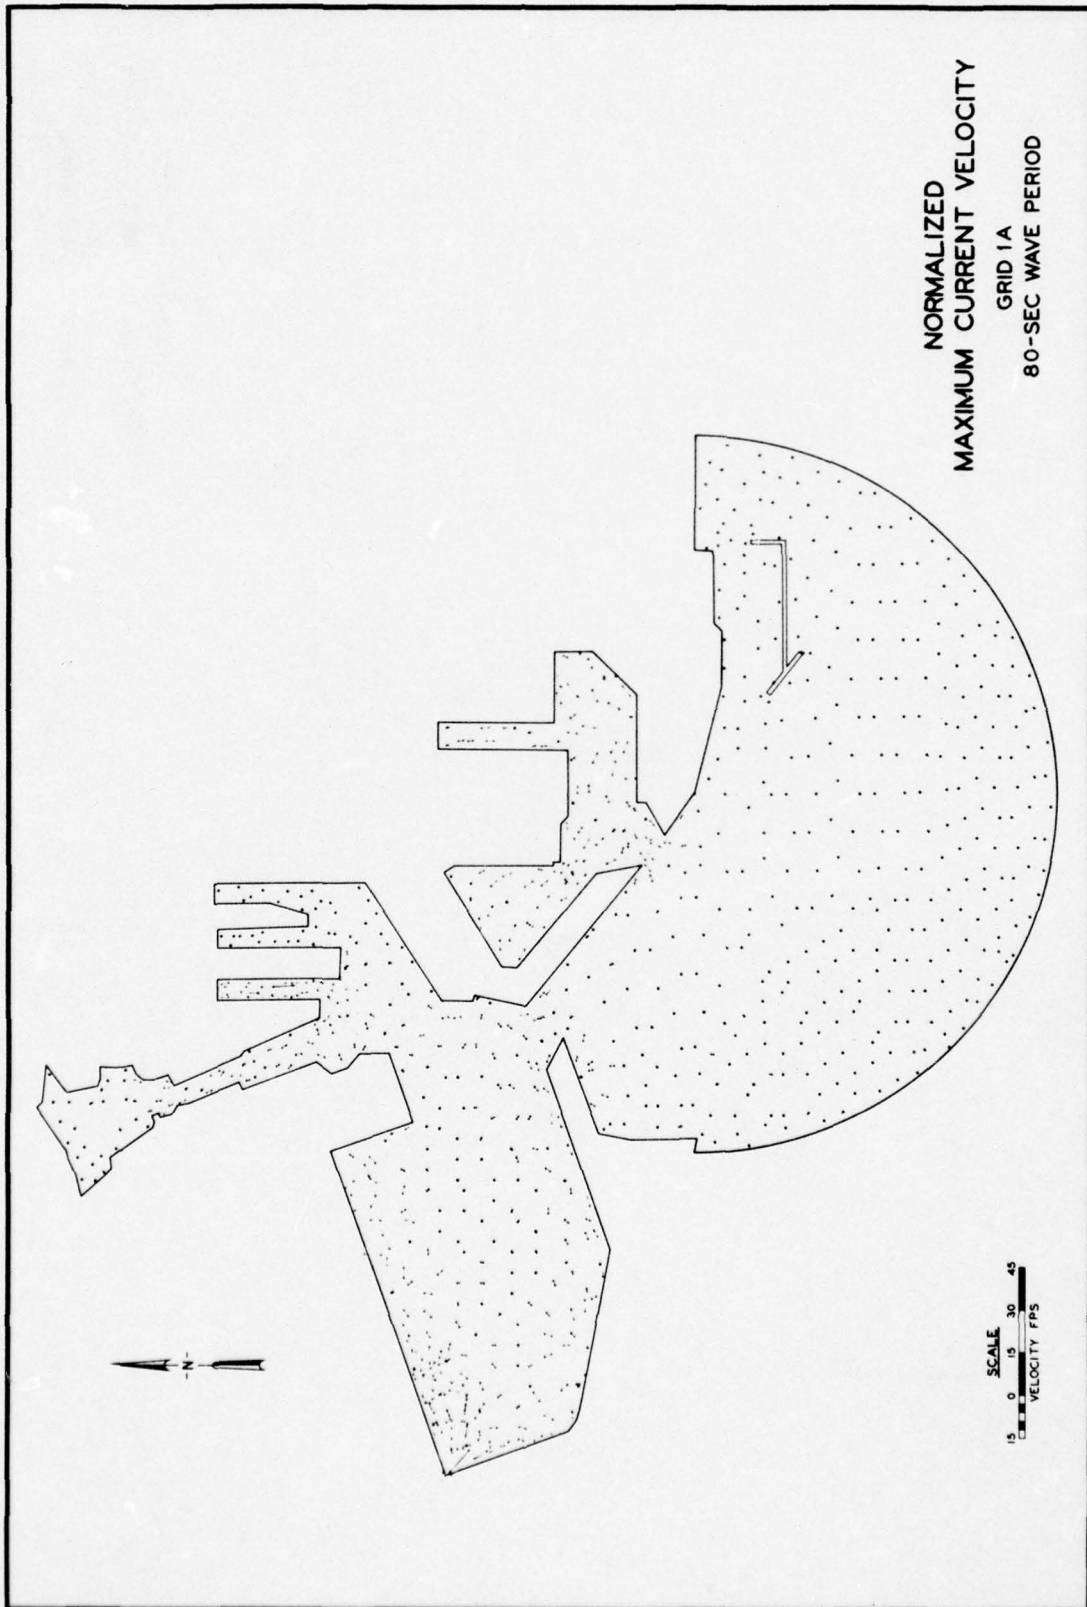 NORMALIZED
MAXIMUM CURRENT VELOCITY
GRID 1A
80-SEC WAVE PERIOD
-N-
SCALE
15 0 15 30 45
VELOCITY FPS